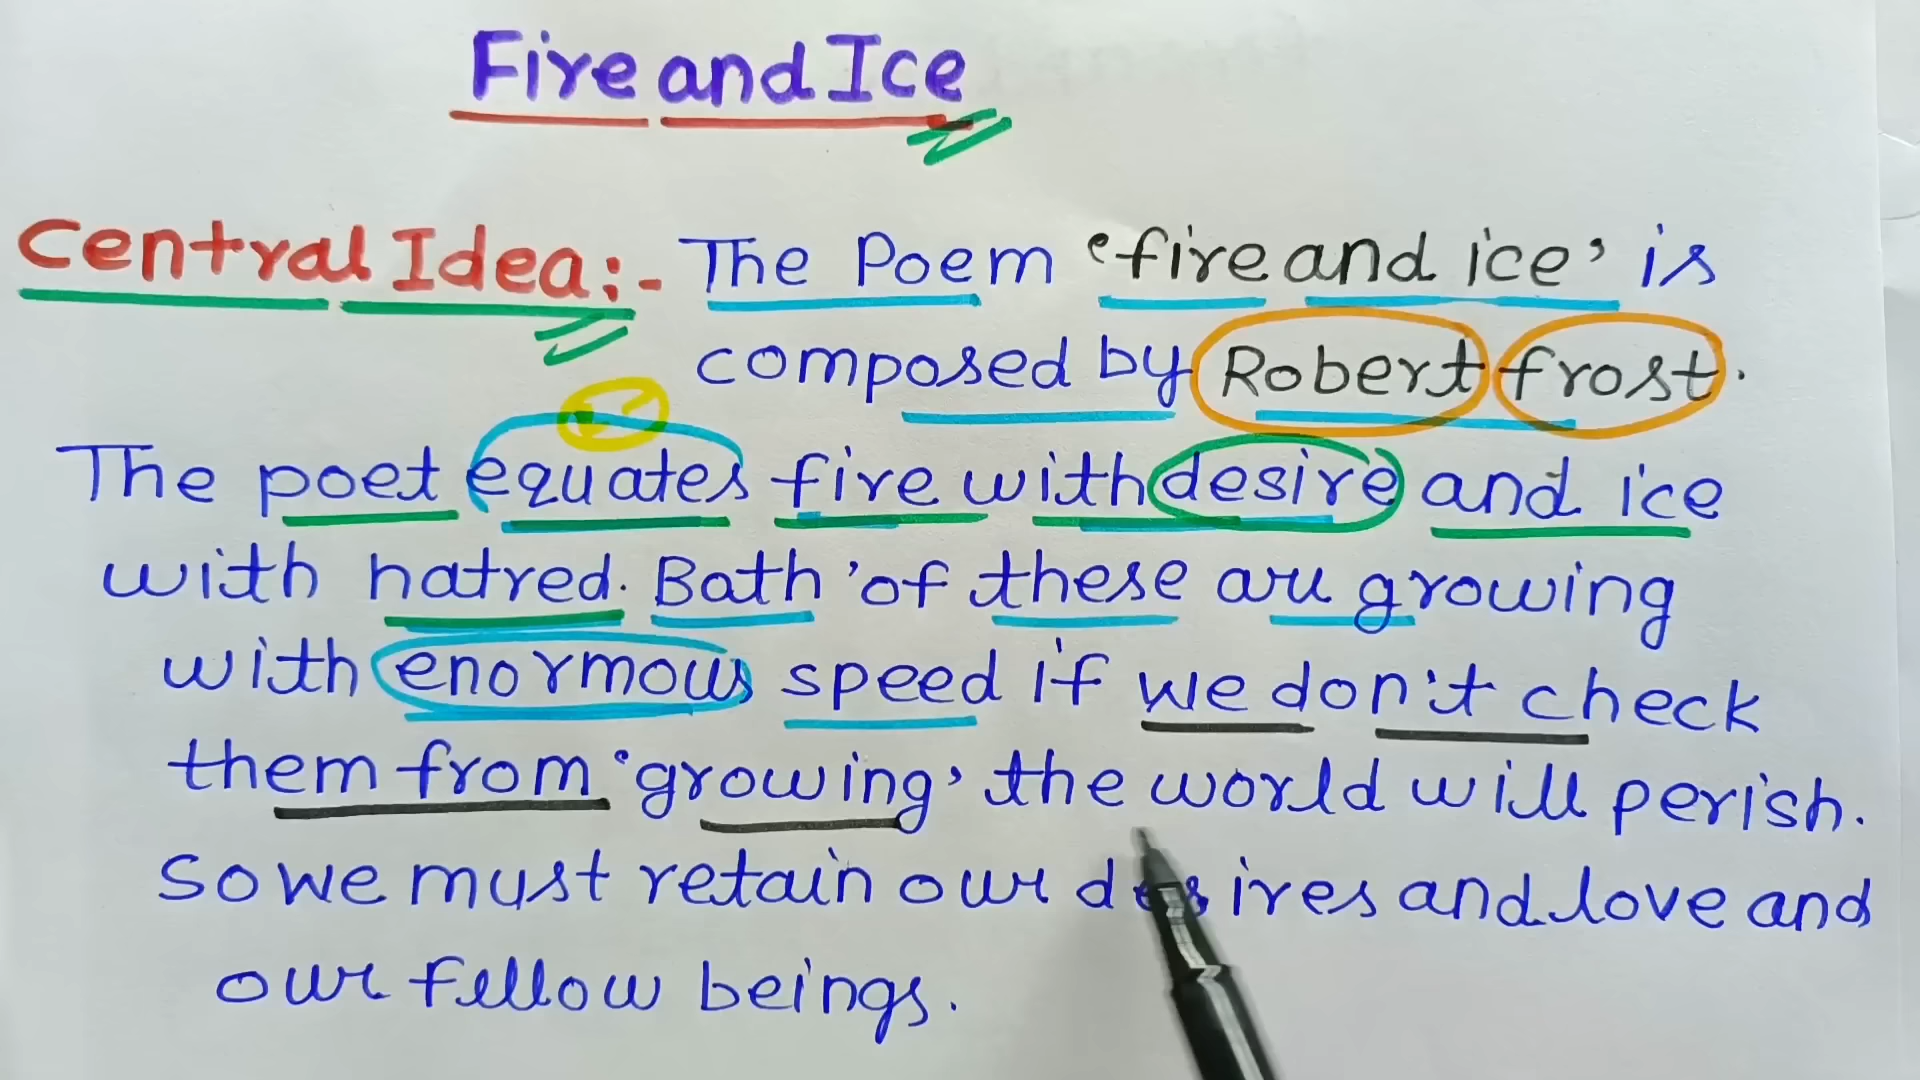 Fire and Ice
Central Idea:- The Poem 'fire and ice' is
composed by Robert frost.
The poet equates fire with desire and ice
with hatred. Bath 'of these are growing
with enormous speed if we don't check
them from 'growing' the world will perish.
So we must retain our desires and love and
our fellow beings.